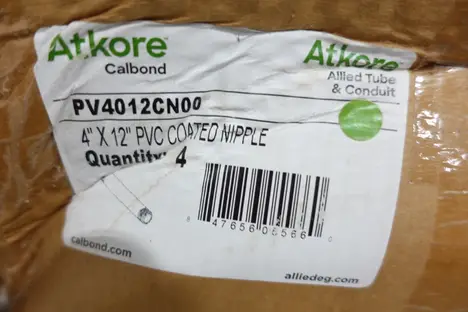 Atkore
Calbond
Atkore
Allied Tube
& Conduit
PV4012CN00
4" X 12" PVC COATED NIPPLE
Quantity: 4
calbond.com
alliedeg.com